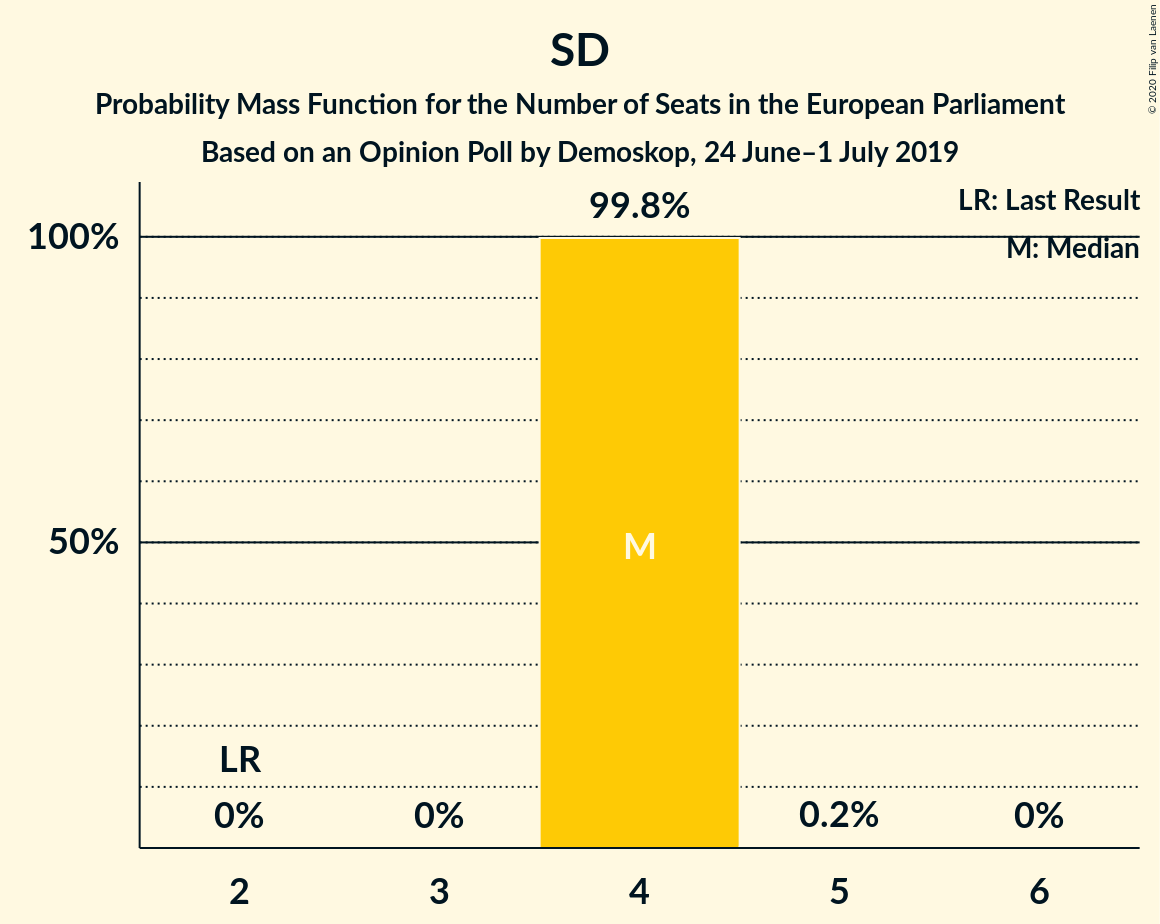 SD
Probability Mass Function for the Number of Seats in the European Parliament
Based on an Opinion Poll by Demoskop, 24 June–1 July 2019
© 2020 Filip van Laenen
LR: Last Result
M: Median
99.8%
100%
50%
M
LR
0%
0%
0.2%
0%
2
3
4
5
6